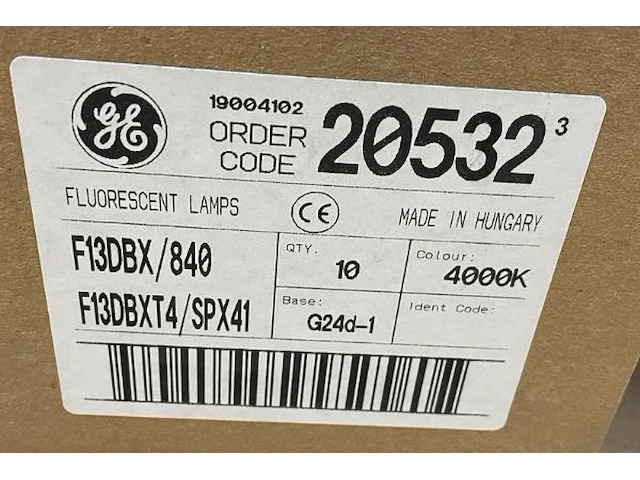 GE
19004102
ORDER CODE 20532 3
FLUORESCENT LAMPS CE MADE IN HUNGARY
F13DBX/840
QTY. 10
Colour: 4000K
F13DBXT4/SPX41
Base: G24d-1
Ident Code: